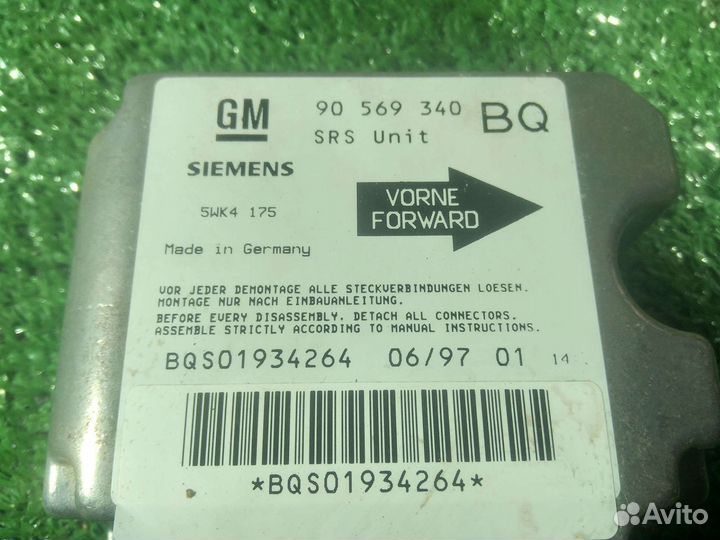 GM 90 569 340 BQ
SRS Unit
SIEMENS
5WK4 175
VORNE
FORWARD
Made in Germany
VOR JEDER DEMONTAGE ALLE STECKVERBINDUNGEN LOESEN.
MONTAGE NUR NACH EINBAUANLEITUNG.
BEFORE EVERY DISASSEMBLY, DETACH ALL CONNECTORS.
ASSEMBLE STRICTLY ACCORDING TO MANUAL INSTRUCTIONS.
BQS01934264 06/97 01 14
*BQS01934264*
Avito